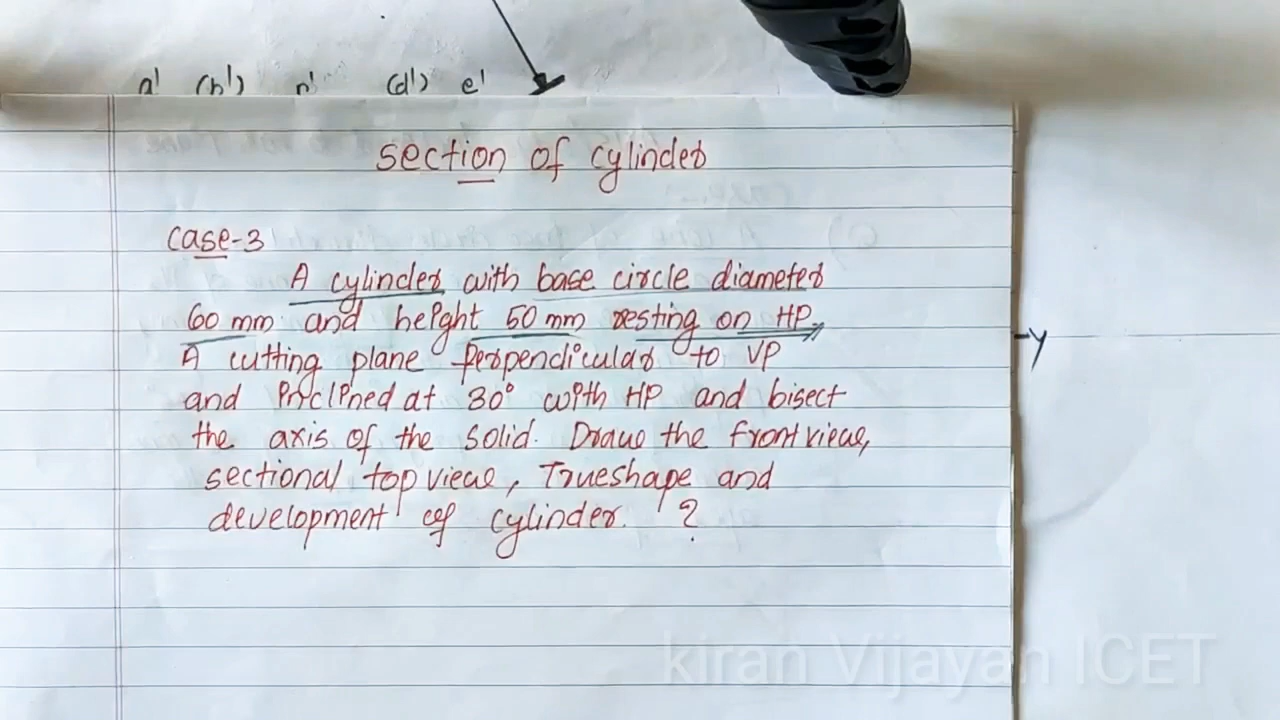 a' (b') n' (d') e'
section of cylinder
case-3
A cylinder with base circle diameter
60 mm and height 50 mm resting on HP.
A cutting plane perpendicular to VP
and inclined at 30° with HP and bisect
the axis of the solid. Draw the front view,
sectional top view, Trueshape and
development of cylinder. ?
Y
kiran Vijayan ICET